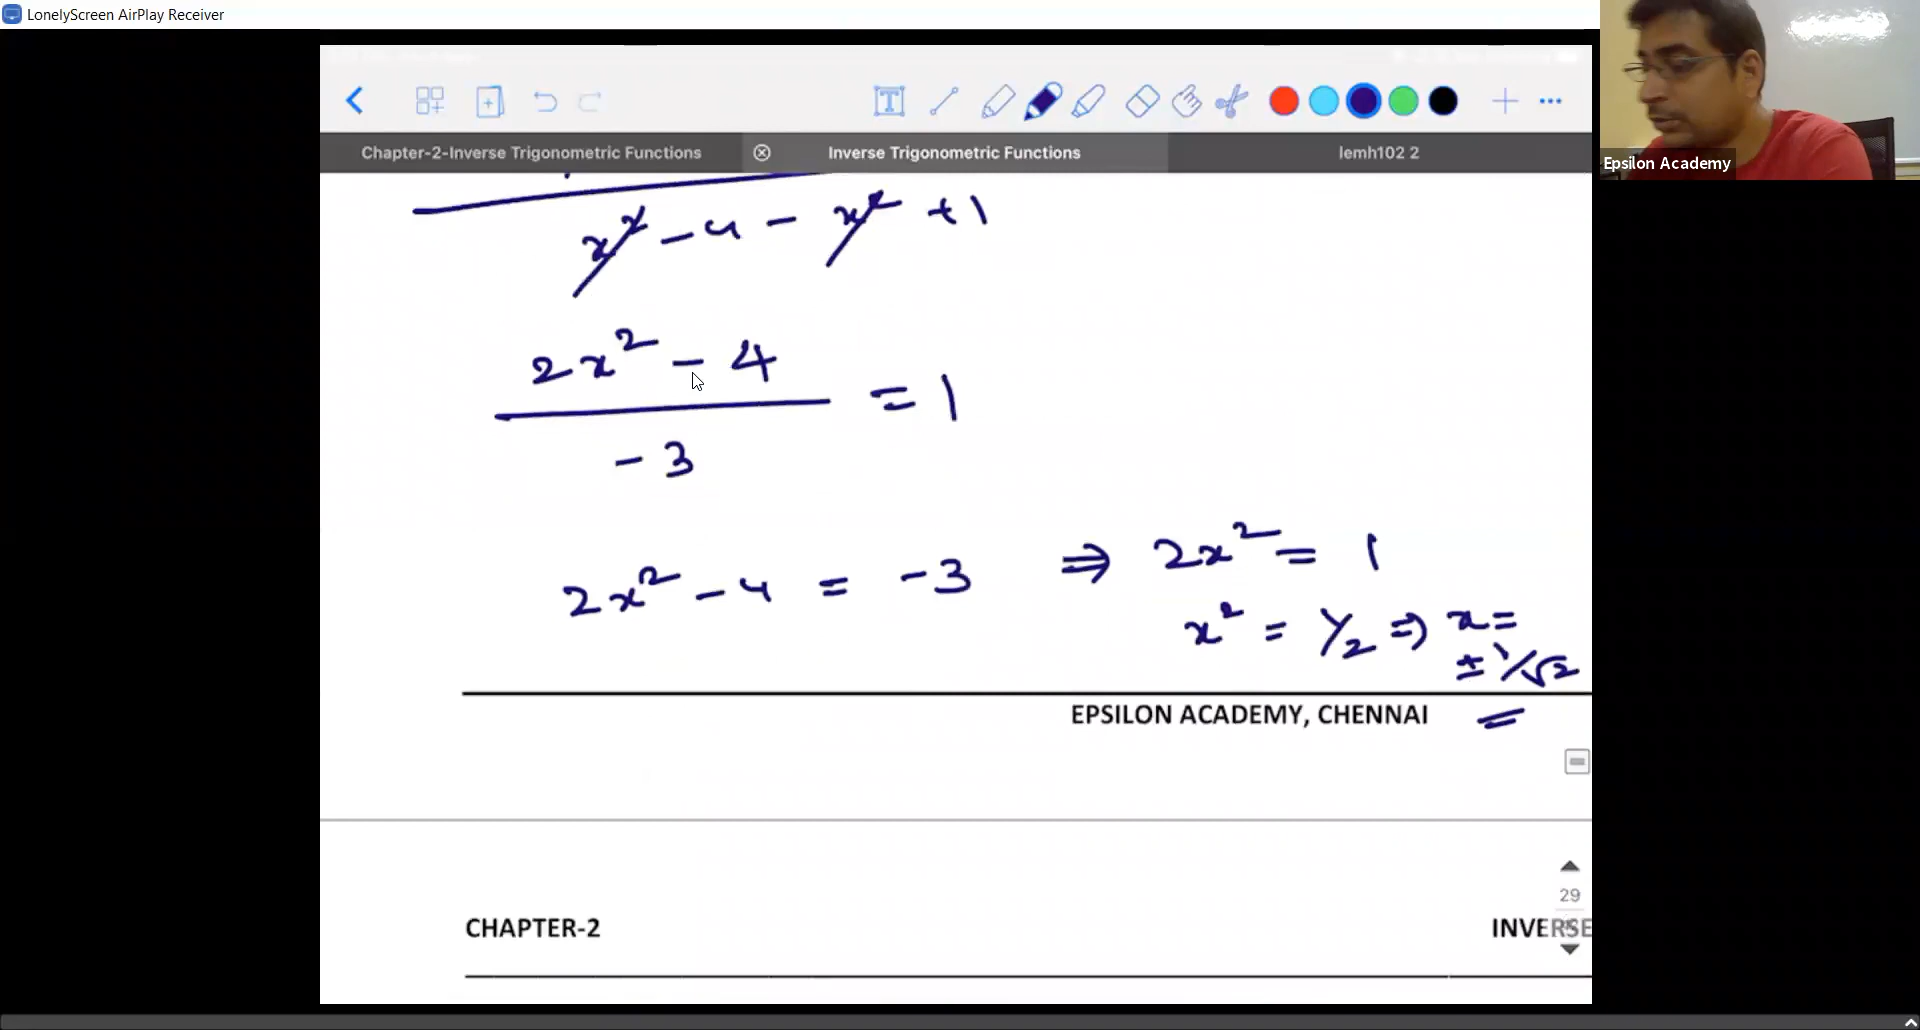 LonelyScreen AirPlay Receiver
Epsilon Academy
Chapter-2-Inverse Trigonometric Functions
Inverse Trigonometric Functions
lemh102 2
x² - 4 - x² + 1
2x² - 4
= 1
- 3
2x² - 4 = -3 ⇒ 2x² = 1
x² = 1/2 ⇒ x =
± 1/√2
EPSILON ACADEMY, CHENNAI
29
CHAPTER-2
INVERSE